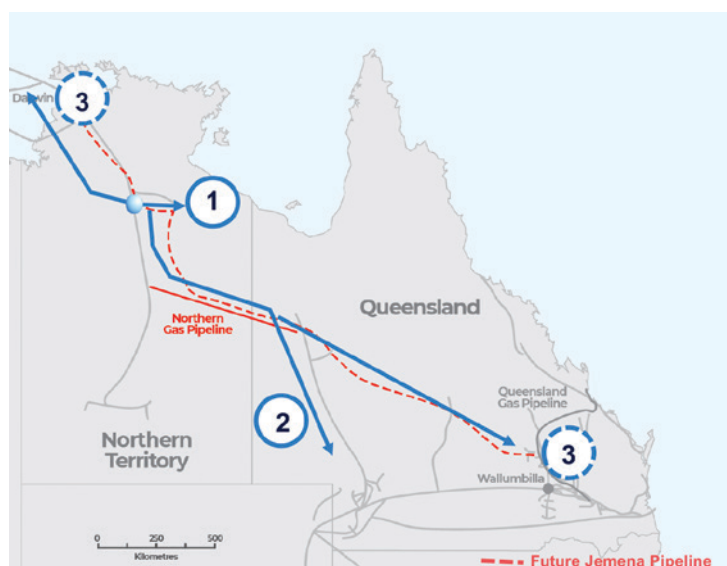 Darwin
3
1
Queensland
Northern
Gas Pipeline
Queensland
Gas Pipeline
2
Northern
Territory
3
Wallumbilla
0 250 500
Kilometres
Future Jemena Pipeline